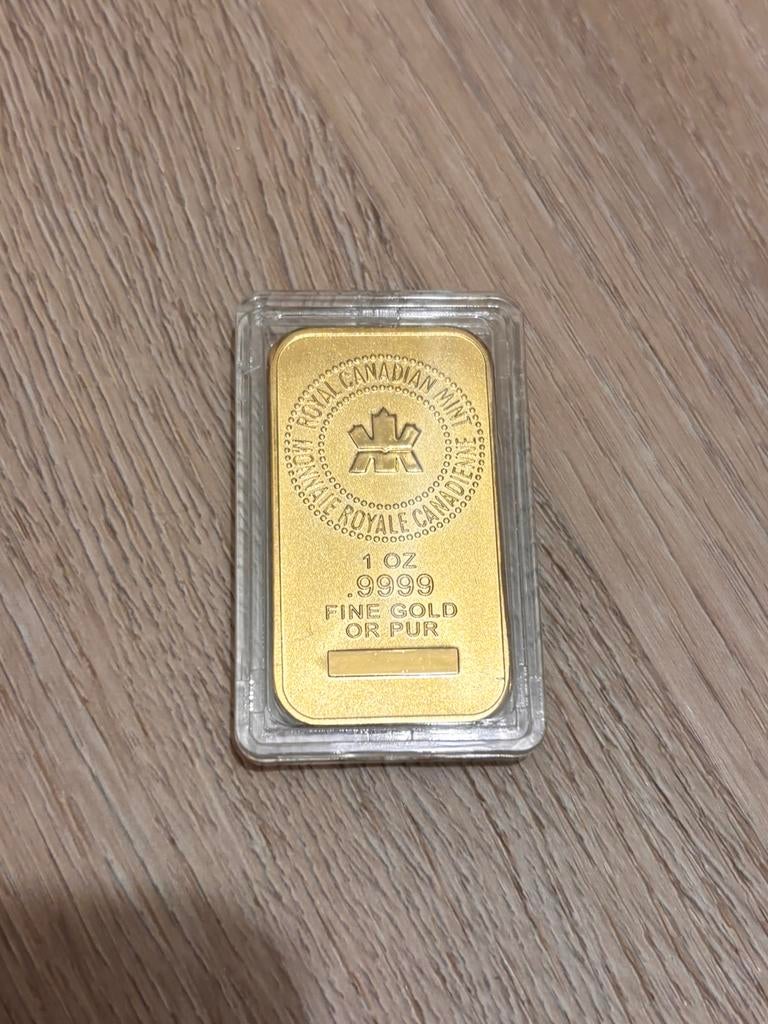 ROYAL CANADIAN MINT
MONNAIE ROYALE CANADIENNE
1 OZ
.9999
FINE GOLD
OR PUR